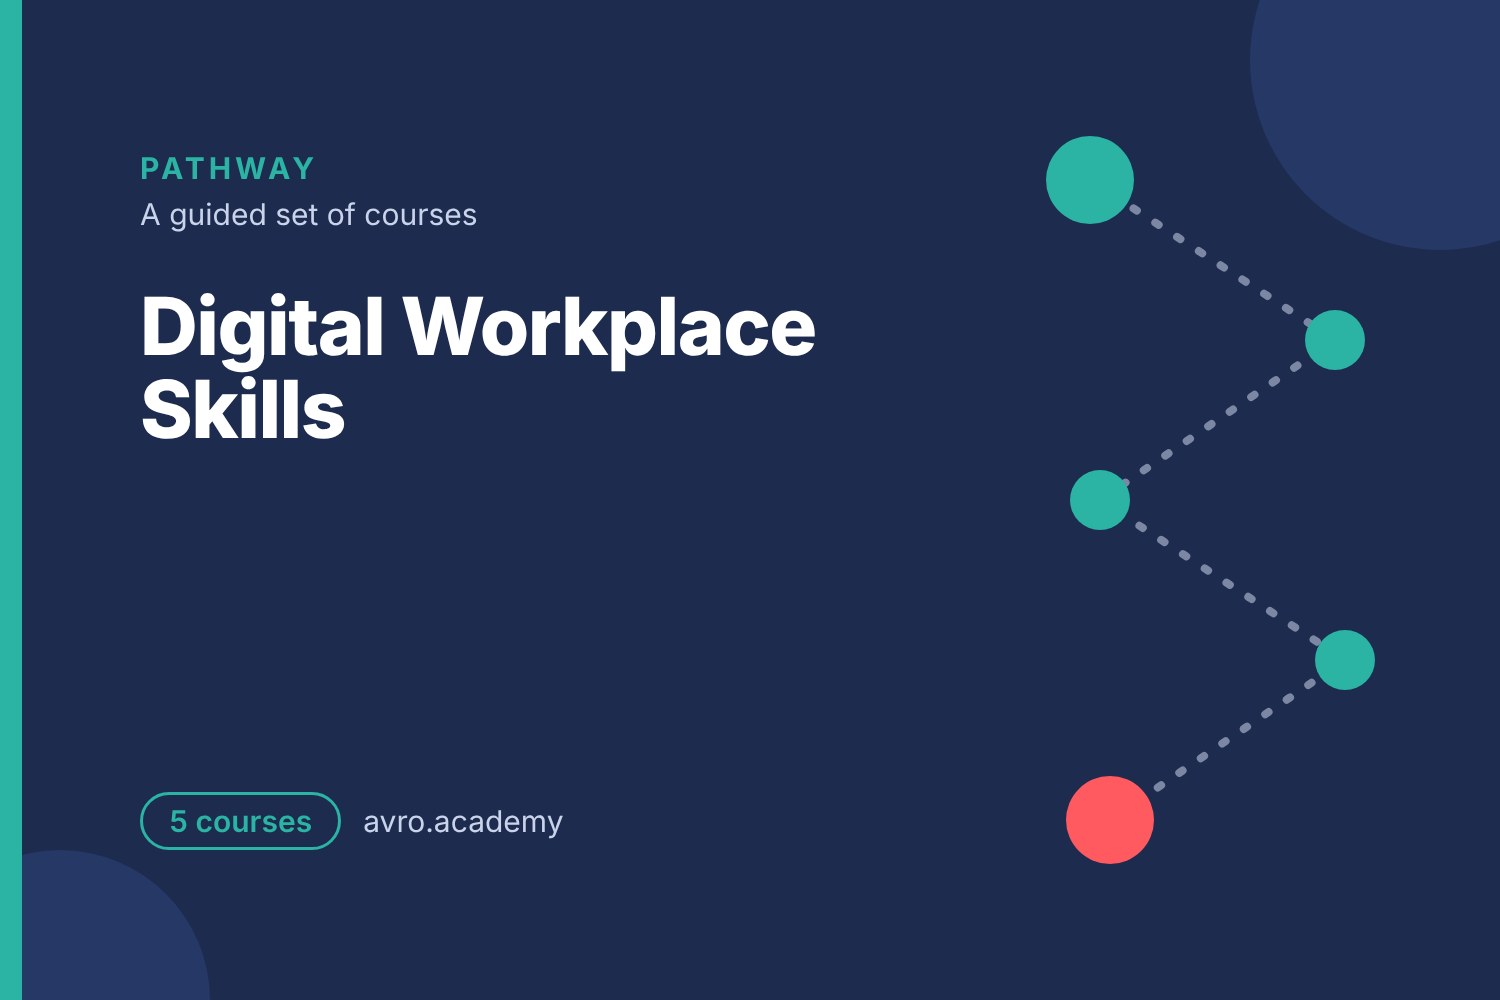 PATHWAY
A guided set of courses
Digital Workplace
Skills
5 courses
avro.academy